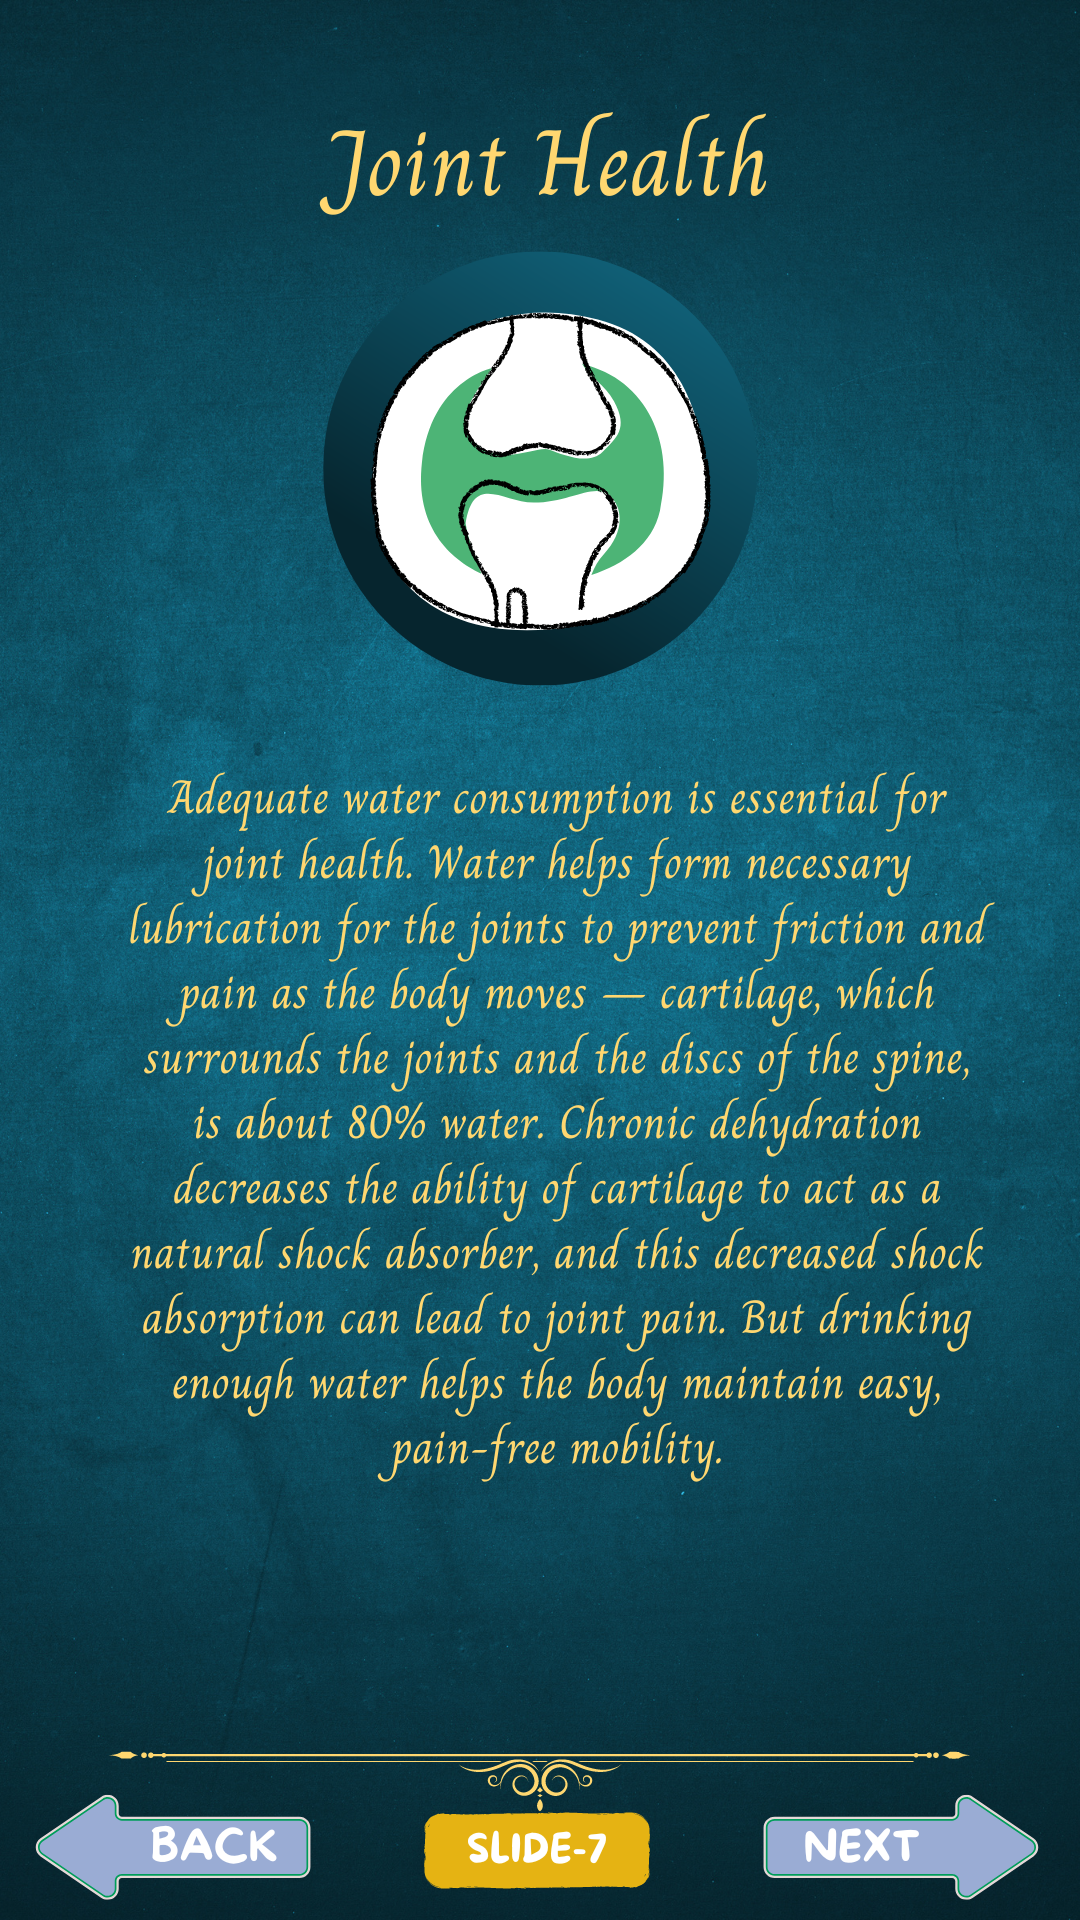 Joint Health
Adequate water consumption is essential for
joint health. Water helps form necessary
lubrication for the joints to prevent friction and
pain as the body moves — cartilage, which
surrounds the joints and the discs of the spine,
is about 80% water. Chronic dehydration
decreases the ability of cartilage to act as a
natural shock absorber, and this decreased shock
absorption can lead to joint pain. But drinking
enough water helps the body maintain easy,
pain-free mobility.
BACK
SLIDE-7
NEXT